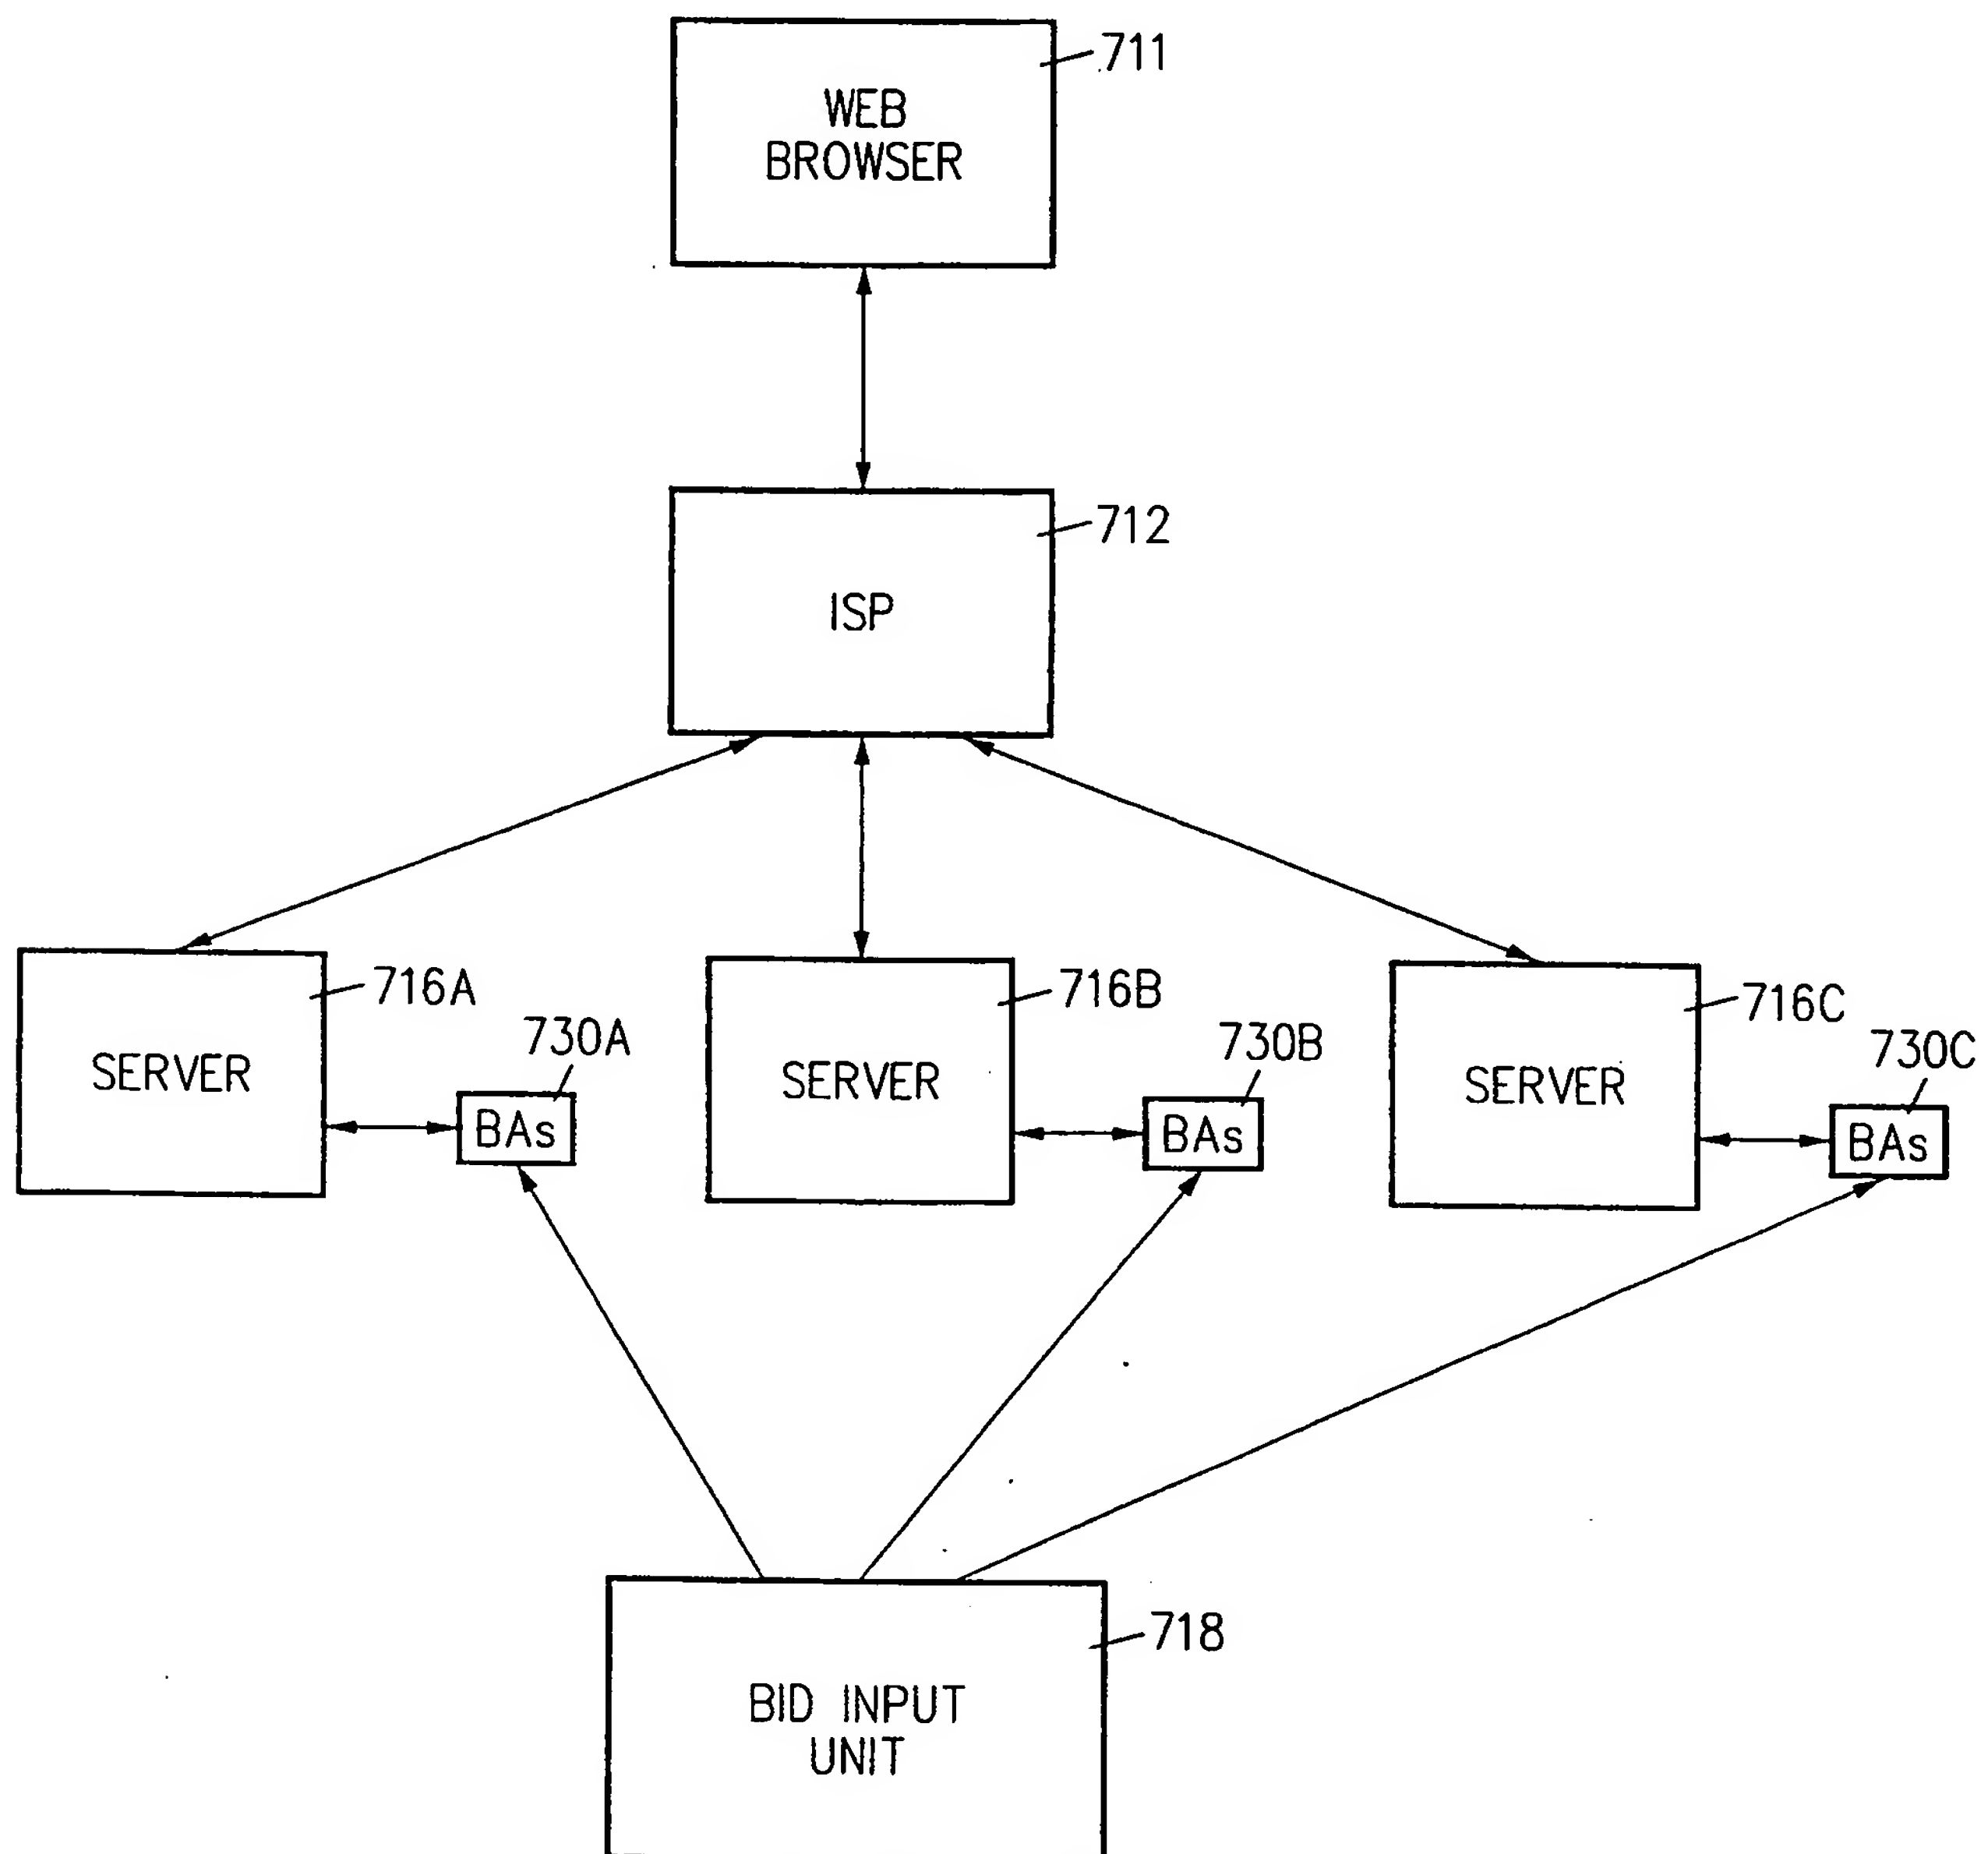 711
WEB
BROWSER
712
ISP
716A
730A
SERVER
BAs
716B
730B
SERVER
BAs
716C
730C
SERVER
BAs
718
BID INPUT
UNIT